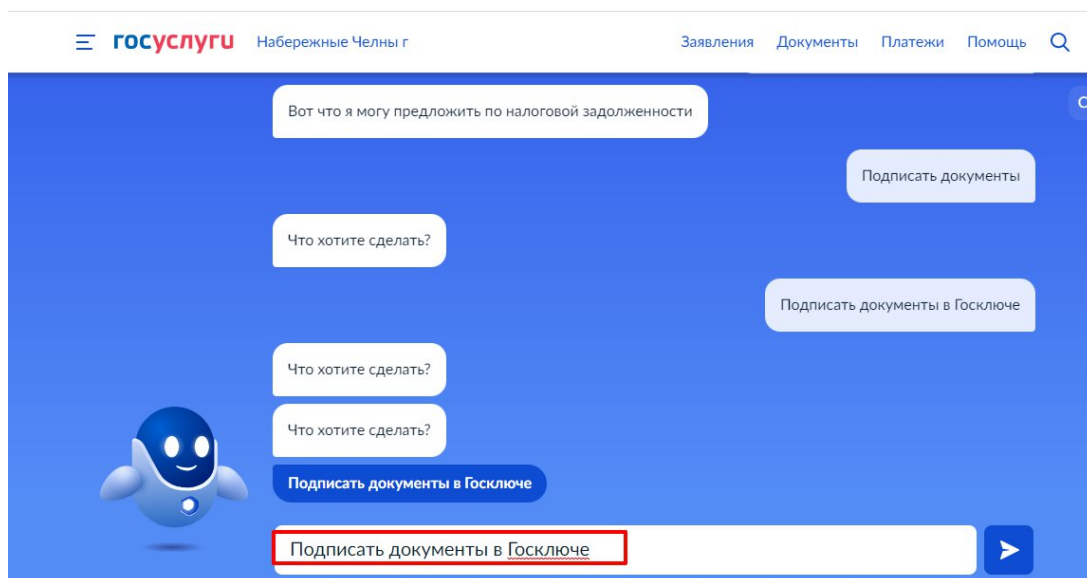 госуслуги Набережные Челны г Заявления Документы Платежи Помощь
Вот что я могу предложить по налоговой задолженности
Подписать документы
Что хотите сделать?
Подписать документы в Госключе
Что хотите сделать?
Что хотите сделать?
Подписать документы в Госключе
Подписать документы в Госключе